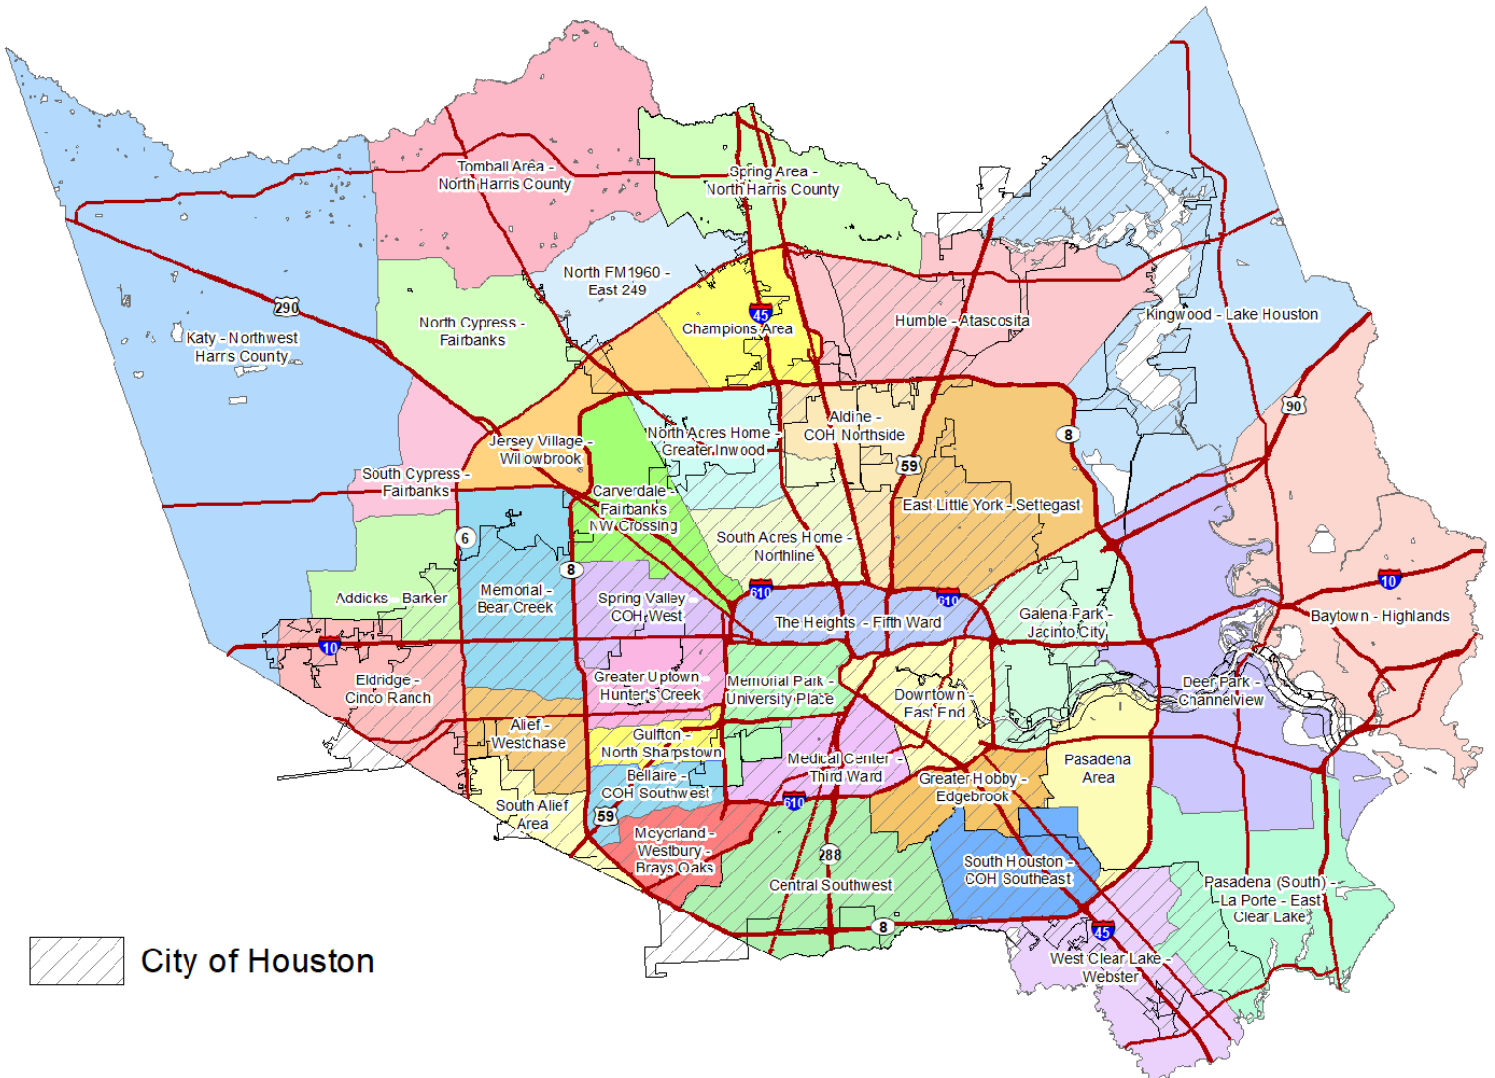 Tomball Area -
North Harris County
Spring Area -
North Harris County
North FM1960 -
East 249
290
45
Champions Area
Humble - Atascosita
Kingwood - Lake Houston
North Cypress -
Fairbanks
Katy - Northwest
Harris County
90
Aldine -
COH Northside
8
North Acres Home -
Greater Inwood
Jersey Village -
Willowbrook
59
South Cypress -
Fairbanks
Carverdale -
Fairbanks
NW Crossing
East Little York - Settegast
6
South Acres Home -
Northline
8
10
Memorial -
Bear Creek
Addicks - Barker
Spring Valley -
COH West
610
610
The Heights - Fifth Ward
Galena Park -
Jacinto City
Baytown - Highlands
10
Eldridge -
Cinco Ranch
Greater Uptown -
Hunter's Creek
Memorial Park -
University Place
Downtown -
East End
Deer Park -
Channelview
Alief -
Westchase
Gulfton -
North Sharpstown
Medical Center -
Third Ward
Pasadena
Area
Bellaire -
COH Southwest
Greater Hobby -
Edgebrook
610
South Alief
Area
59
Meyerland -
Westbury -
Brays Oaks
288
South Houston -
COH Southeast
Central Southwest
Pasadena (South) -
La Porte - East
Clear Lake
8
45
West Clear Lake -
Webster
City of Houston